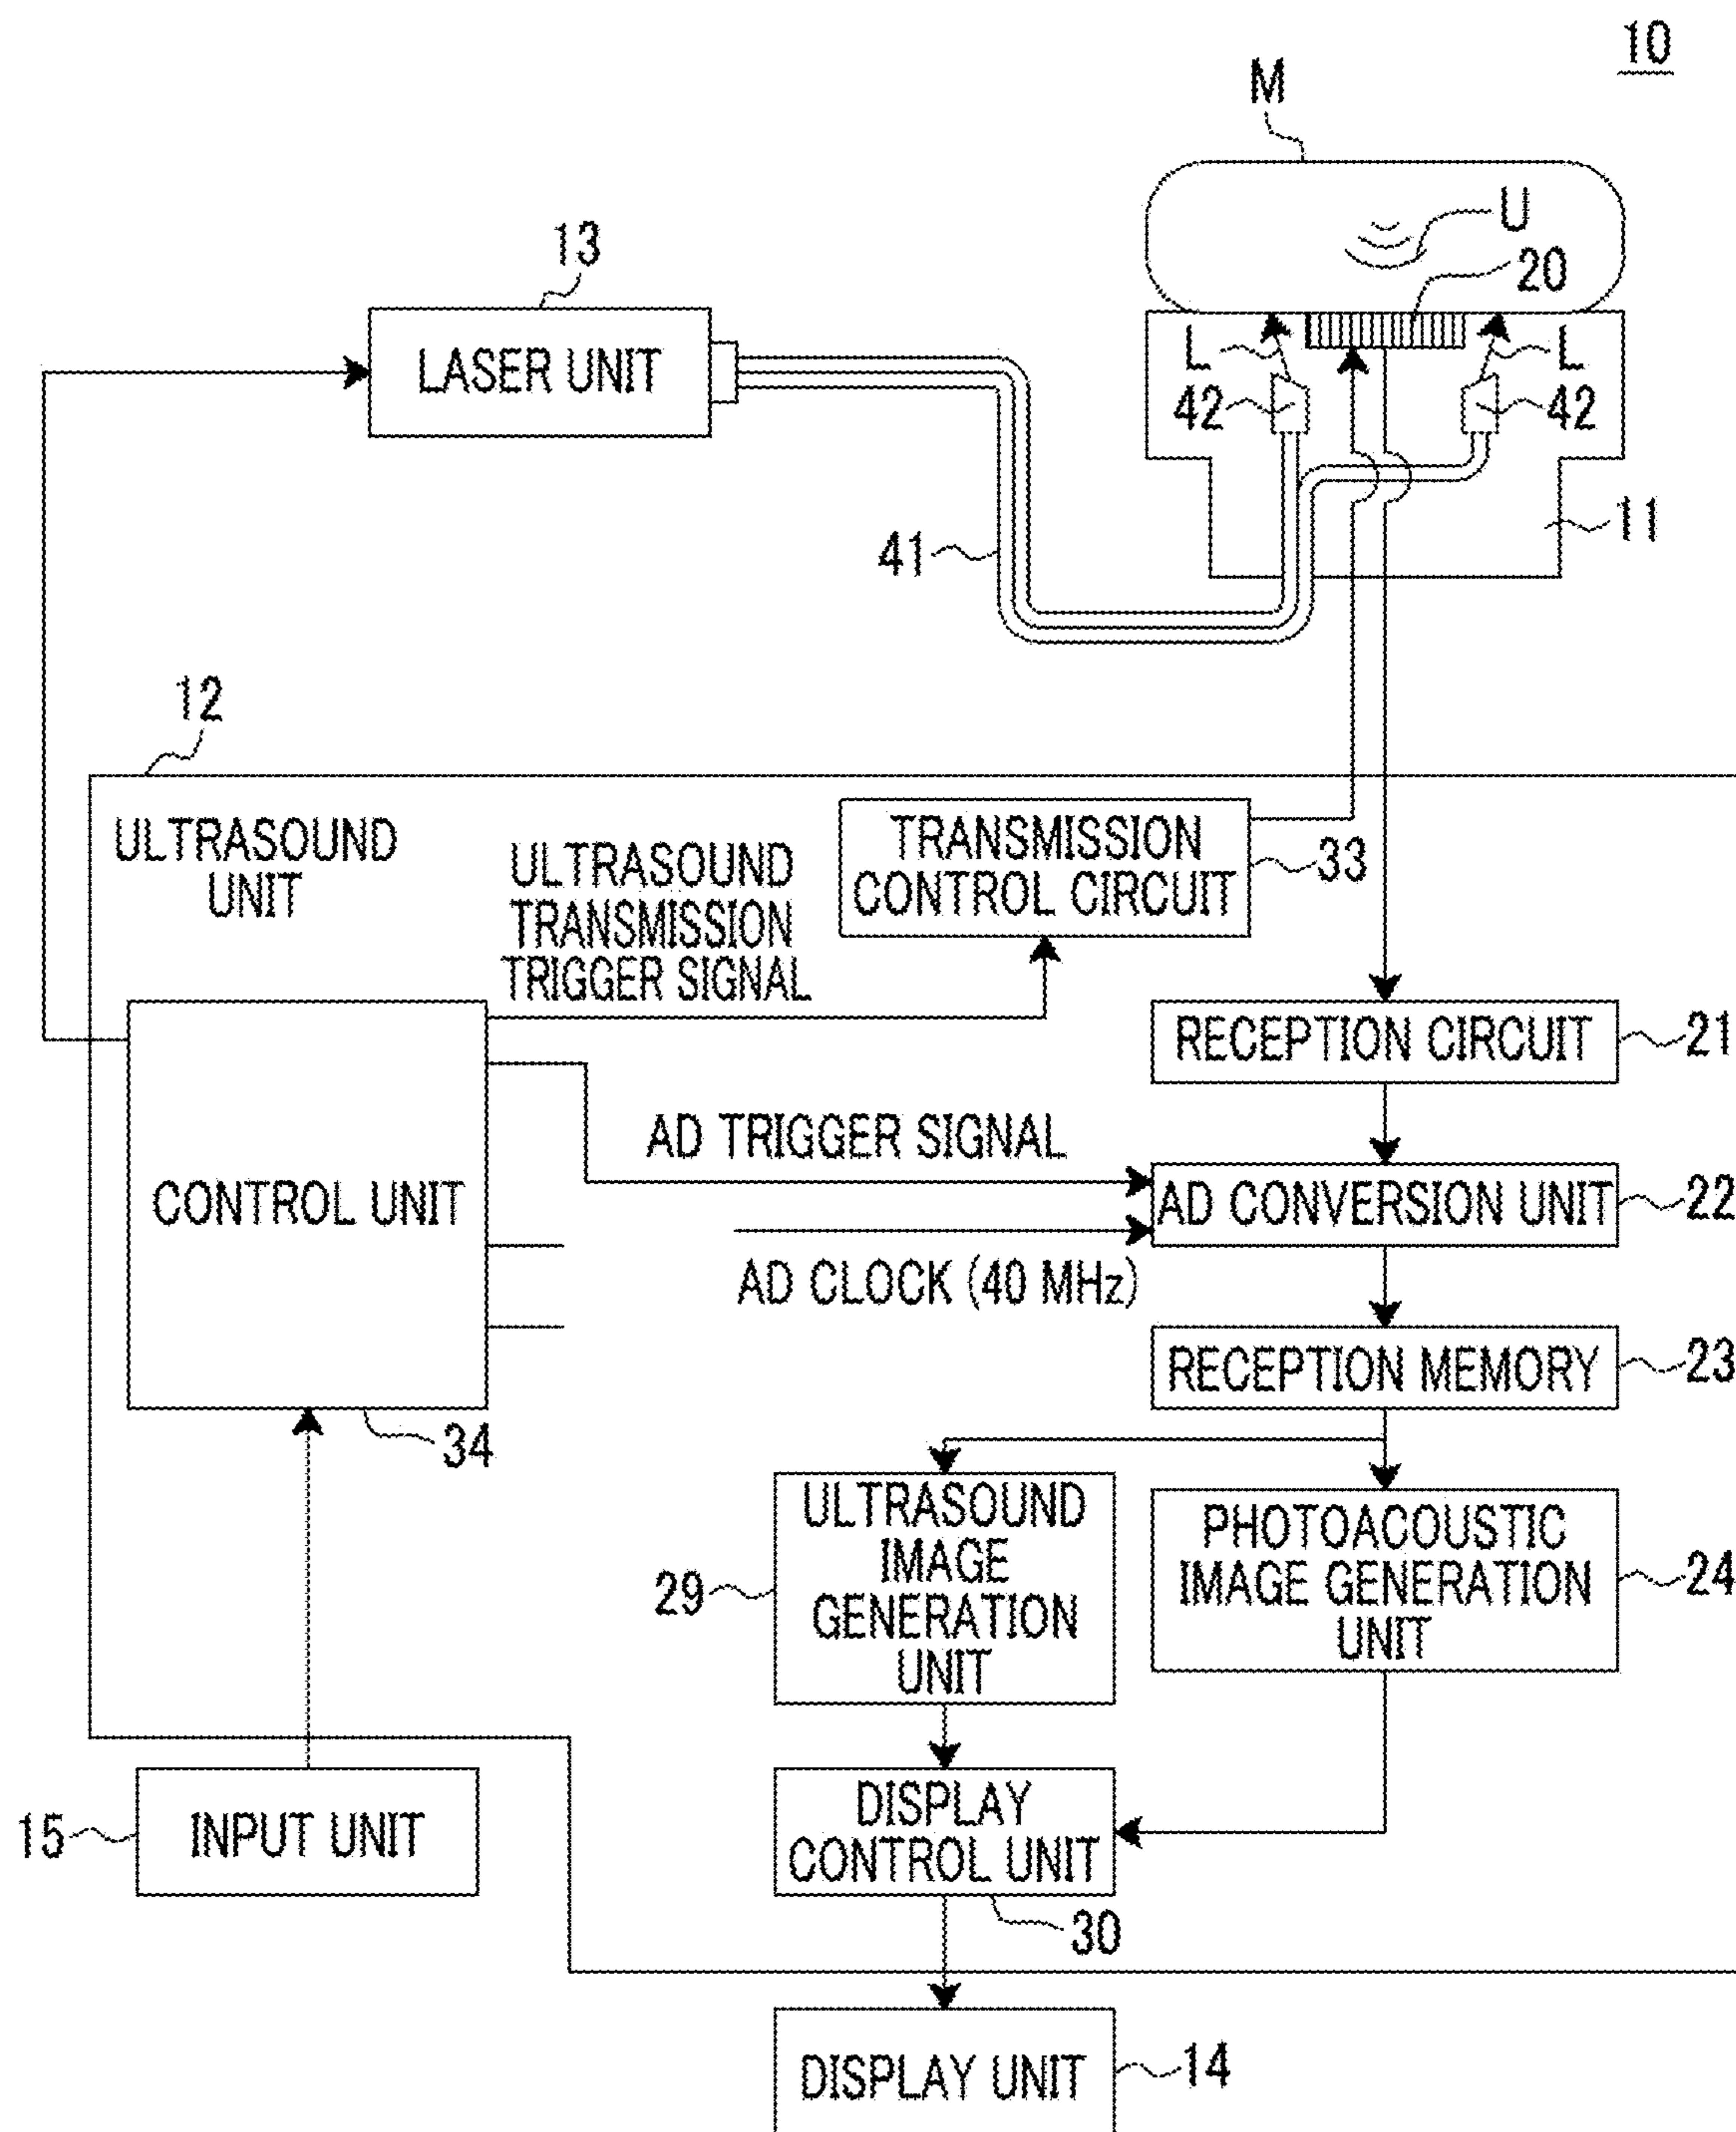 10
M
U
20
13
LASER UNIT
L
L
42
42
11
41
12
ULTRASOUND
UNIT
ULTRASOUND
TRANSMISSION
TRIGGER SIGNAL
TRANSMISSION
CONTROL CIRCUIT
33
RECEPTION CIRCUIT
21
AD TRIGGER SIGNAL
CONTROL UNIT
AD CONVERSION UNIT
22
AD CLOCK (40 MHz)
RECEPTION MEMORY
23
34
ULTRASOUND
IMAGE
GENERATION
UNIT
29
PHOTOACOUSTIC
IMAGE GENERATION
UNIT
24
15
INPUT UNIT
DISPLAY
CONTROL UNIT
30
DISPLAY UNIT
14